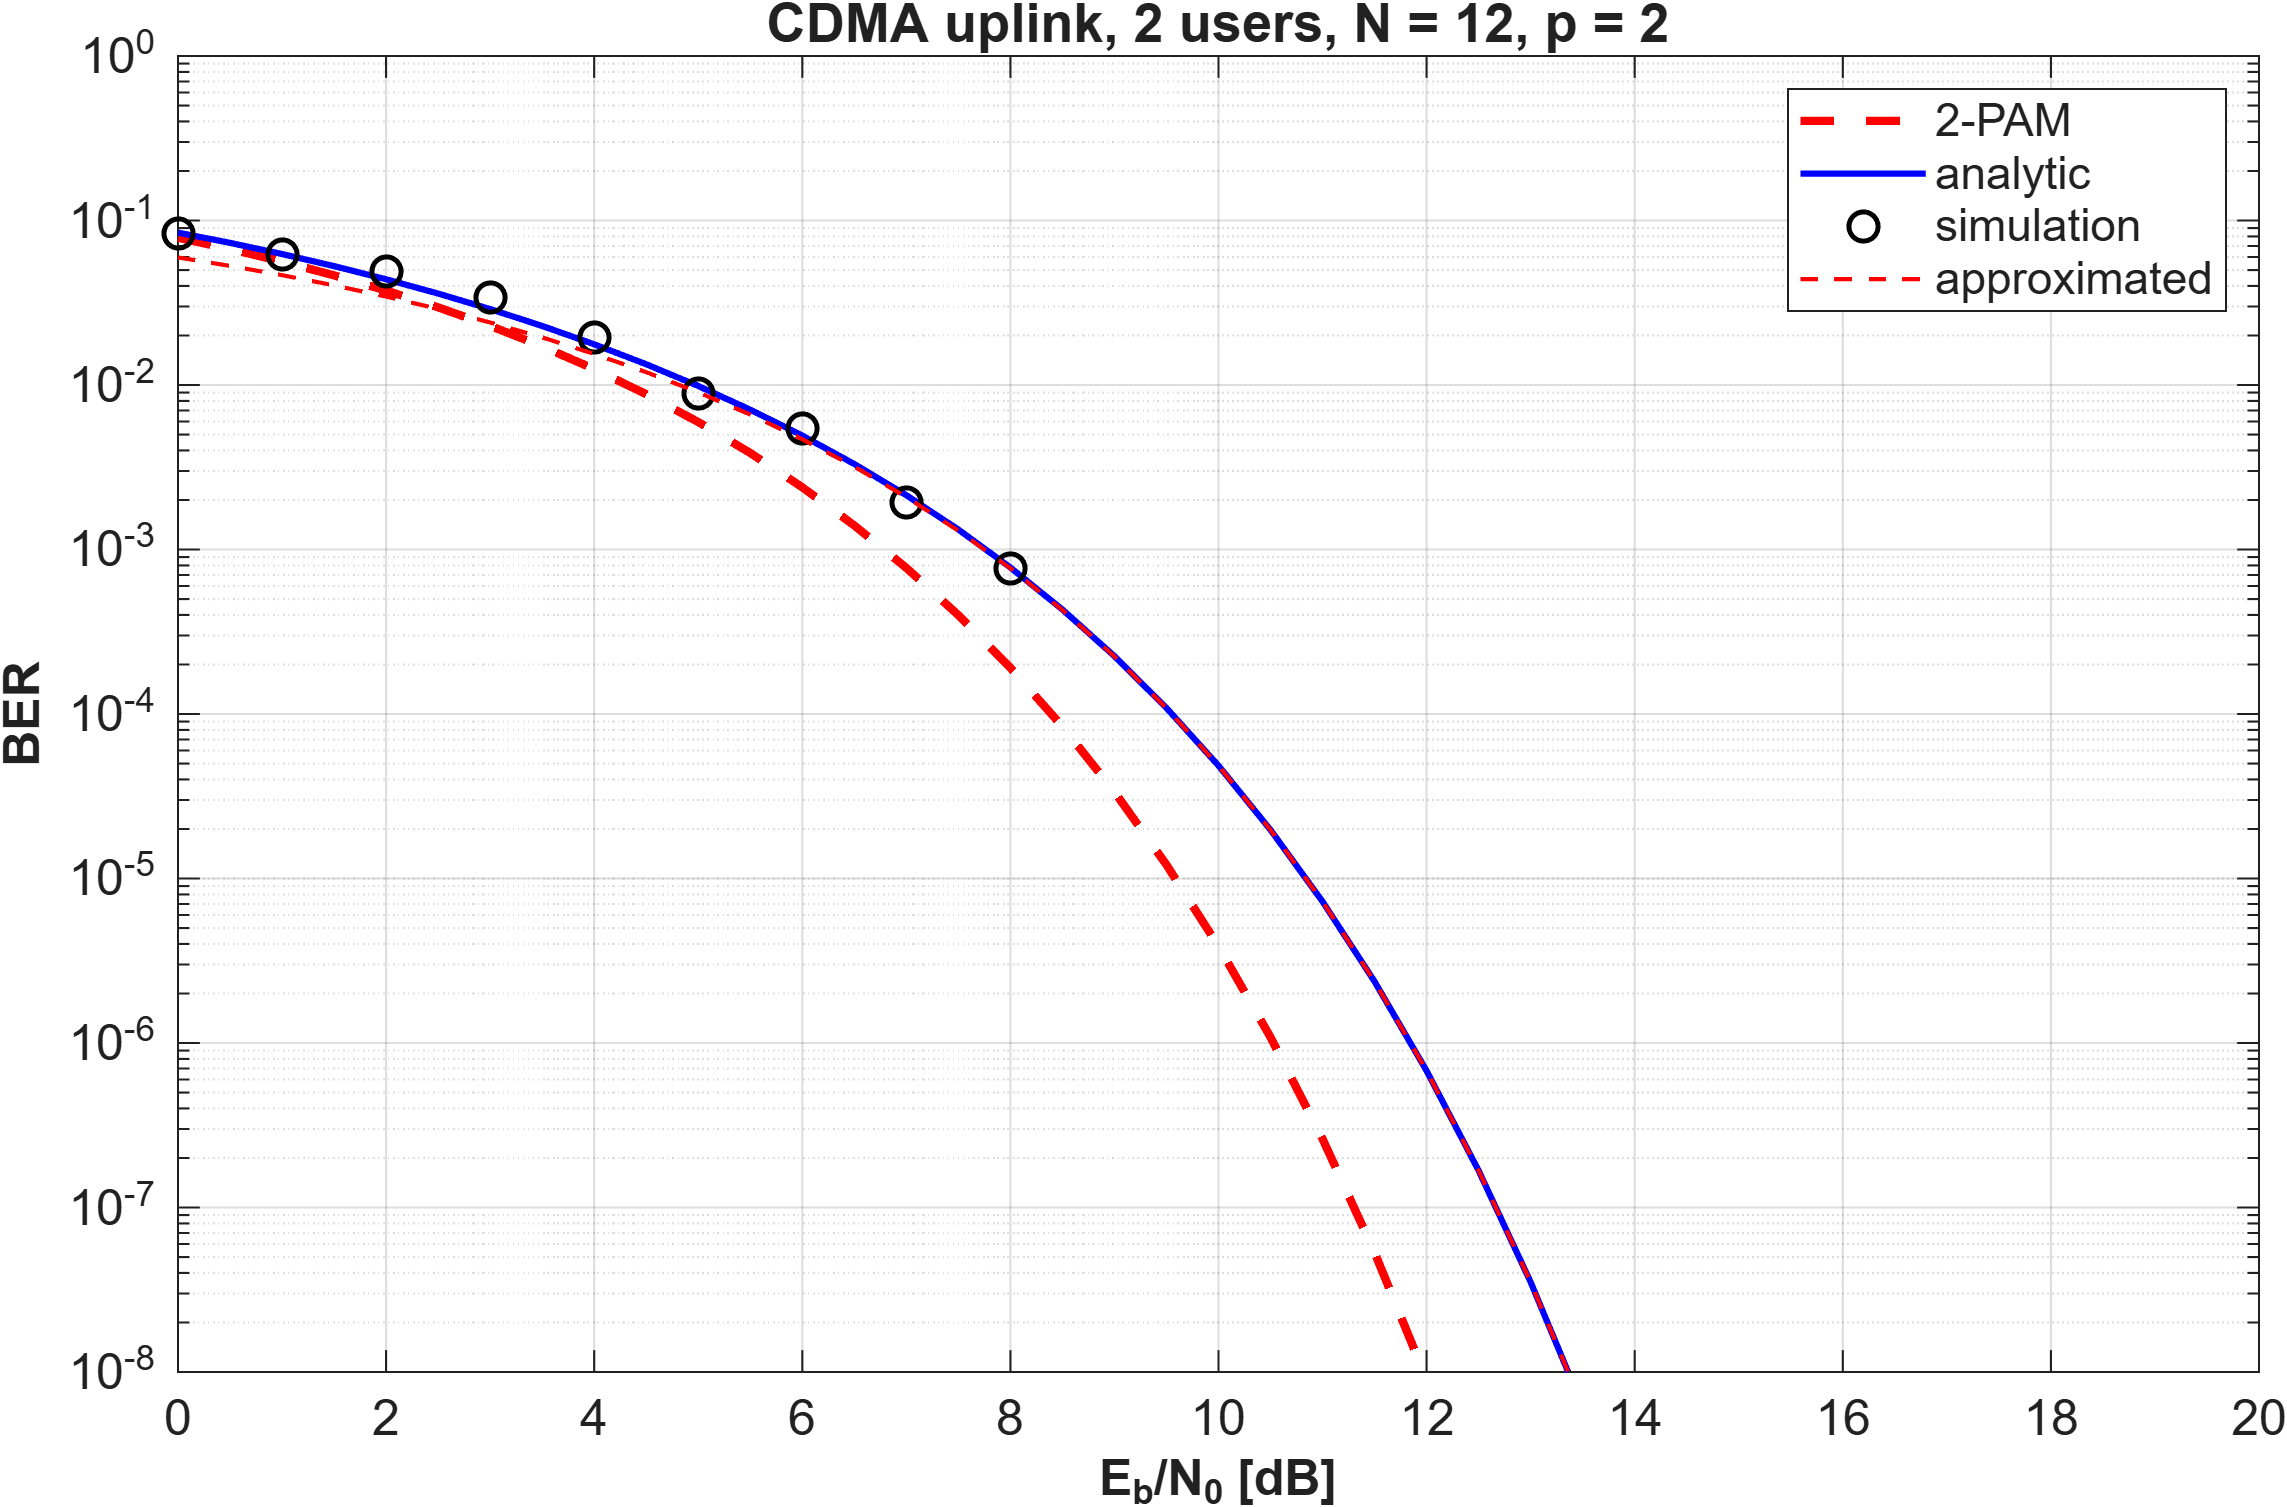 CDMA uplink, 2 users, N = 12, p = 2
10^0
10^-1
10^-2
10^-3
10^-4
10^-5
10^-6
10^-7
10^-8
BER
2-PAM
analytic
simulation
approximated
0 2 4 6 8 10 12 14 16 18 20
E_b/N_0 [dB]